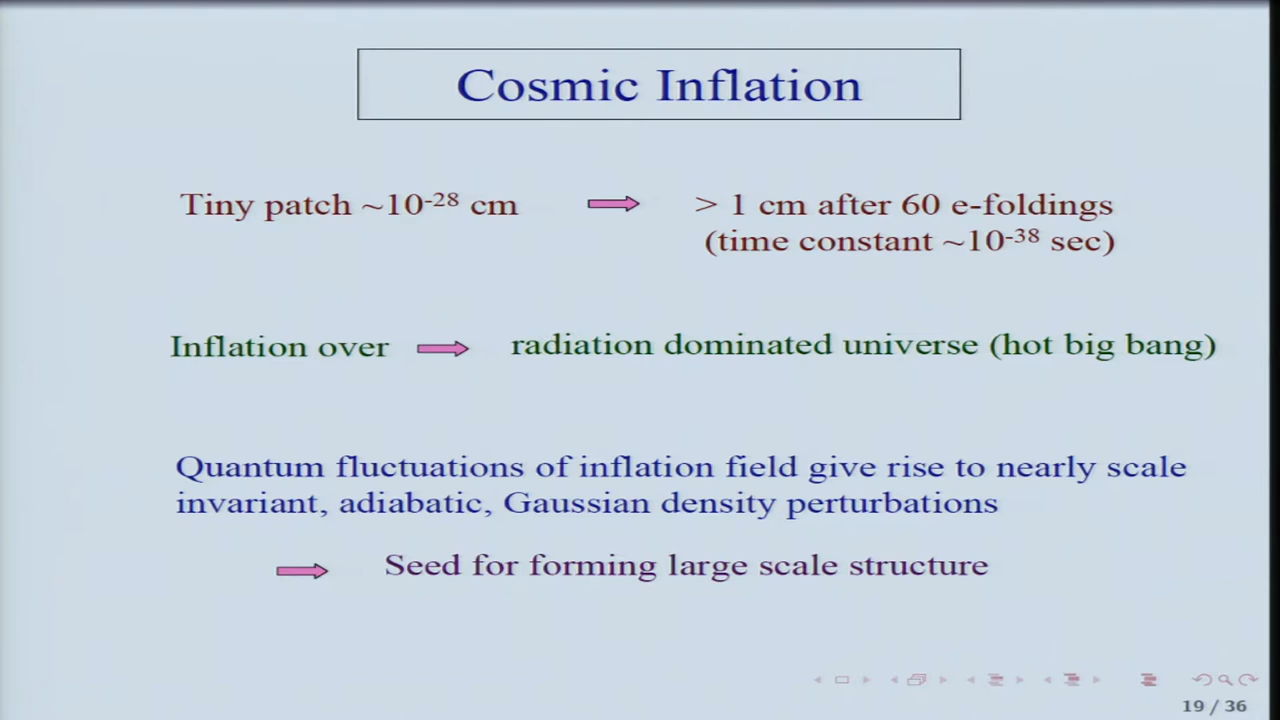 Cosmic Inflation
Tiny patch ~10⁻²⁸ cm
> 1 cm after 60 e-foldings
(time constant ~10⁻³⁸ sec)
Inflation over
radiation dominated universe (hot big bang)
Quantum fluctuations of inflation field give rise to nearly scale
invariant, adiabatic, Gaussian density perturbations
Seed for forming large scale structure
19 / 36